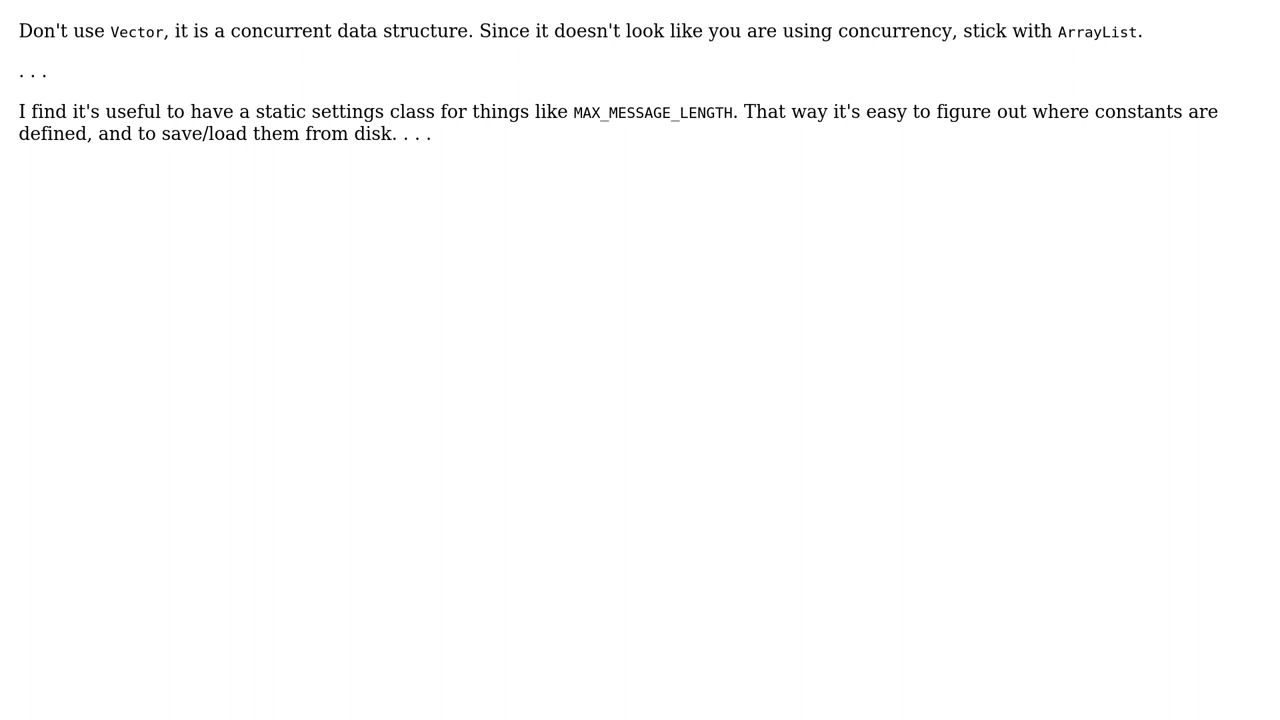 Don't use Vector, it is a concurrent data structure. Since it doesn't look like you are using concurrency, stick with ArrayList.
. . .
I find it's useful to have a static settings class for things like MAX_MESSAGE_LENGTH. That way it's easy to figure out where constants are
defined, and to save/load them from disk. . . .